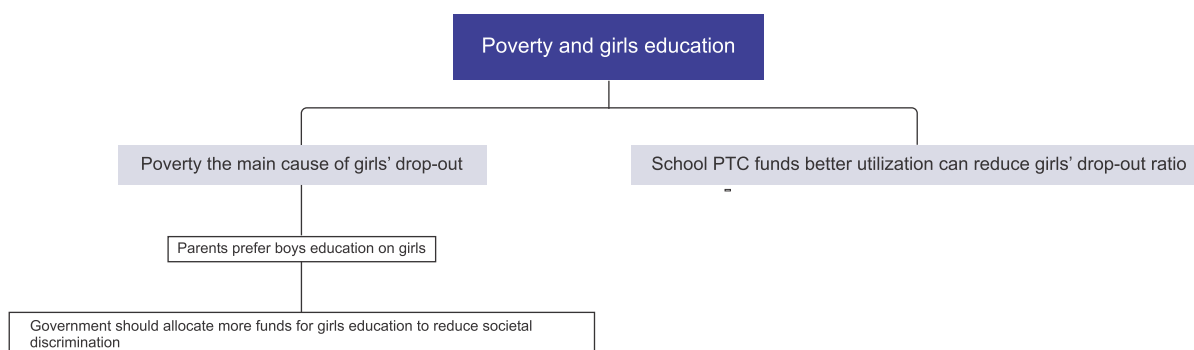 Poverty and girls education
Poverty the main cause of girls’ drop-out
School PTC funds better utilization can reduce girls’ drop-out ratio
Parents prefer boys education on girls
Government should allocate more funds for girls education to reduce societal
discrimination